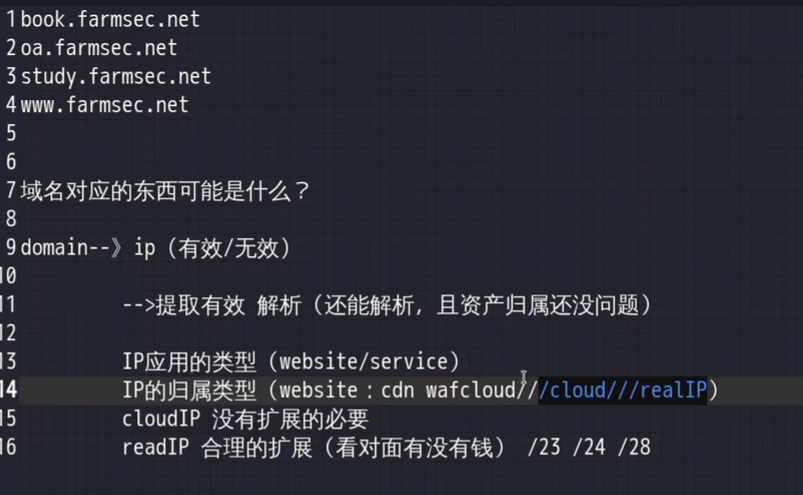 1 book.farmsec.net
2 oa.farmsec.net
3 study.farmsec.net
4 www.farmsec.net
5
6
7 域名对应的东西可能是什么？
8
9 domain--》ip（有效/无效）
10
11 -->提取有效 解析（还能解析，且资产归属还没问题）
12
13 IP应用的类型（website/service）
14 IP的归属类型（website：cdn wafcloud///cloud///realIP）
15 cloudIP 没有扩展的必要
16 readIP 合理的扩展（看对面有没有钱） /23 /24 /28